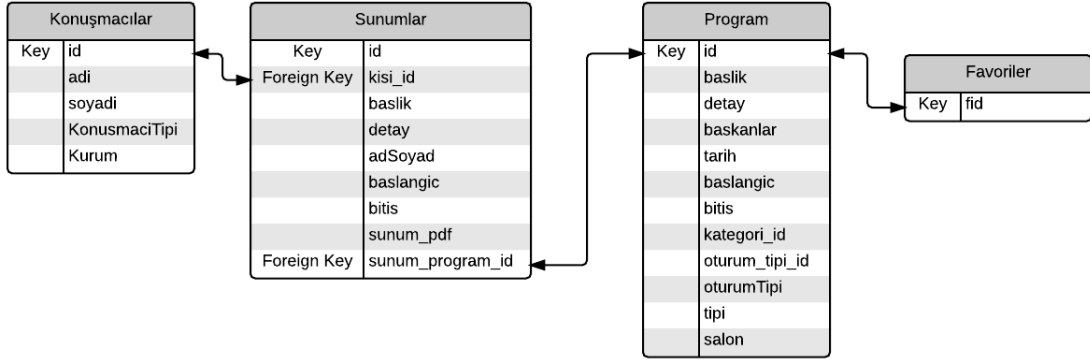 Konuşmacılar
Key id
adi
soyadi
KonusmaciTipi
Kurum
Sunumlar
Key id
Foreign Key kisi_id
baslik
detay
adSoyad
baslangic
bitis
sunum_pdf
Foreign Key sunum_program_id
Program
Key id
baslik
detay
baskanlar
tarih
baslangic
bitis
kategori_id
oturum_tipi_id
oturumTipi
tipi
salon
Favoriler
Key fid